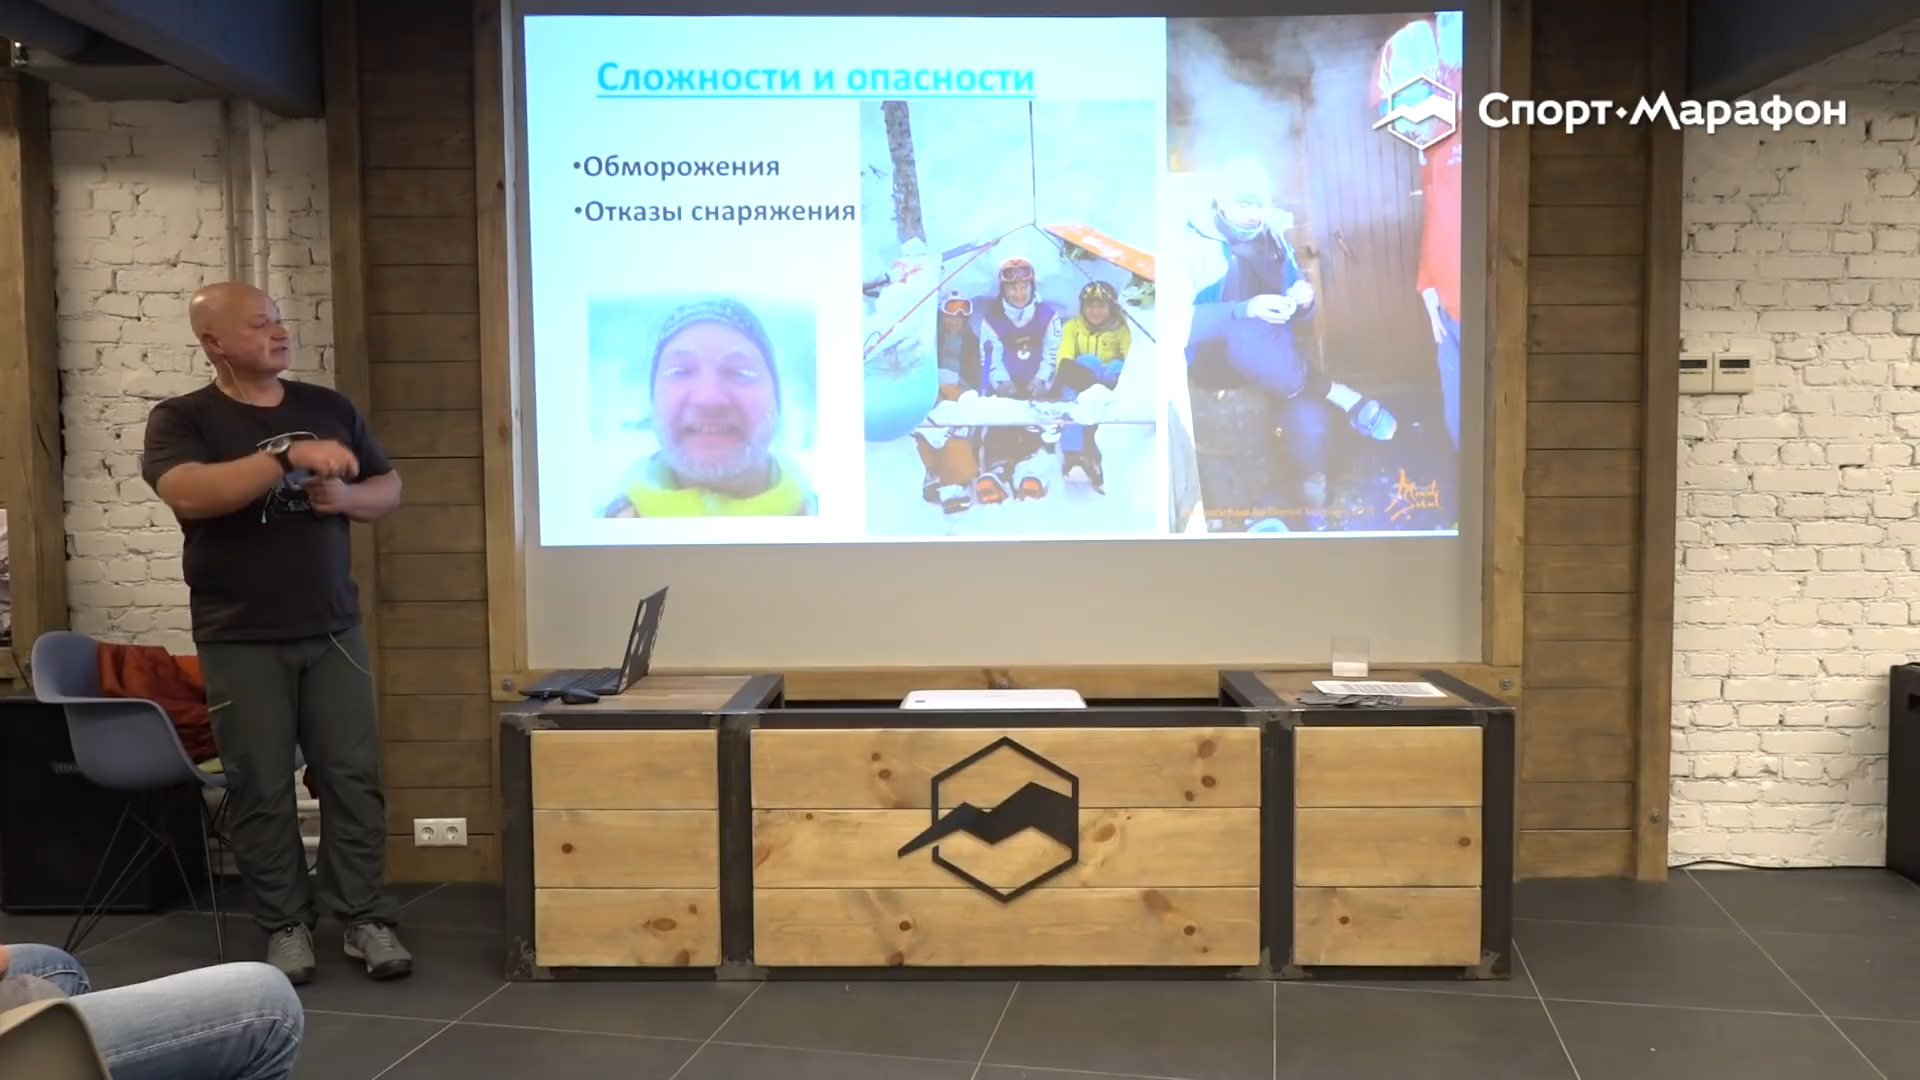 Сложности и опасности
Спорт-Марафон
•Обморожения
•Отказы снаряжения